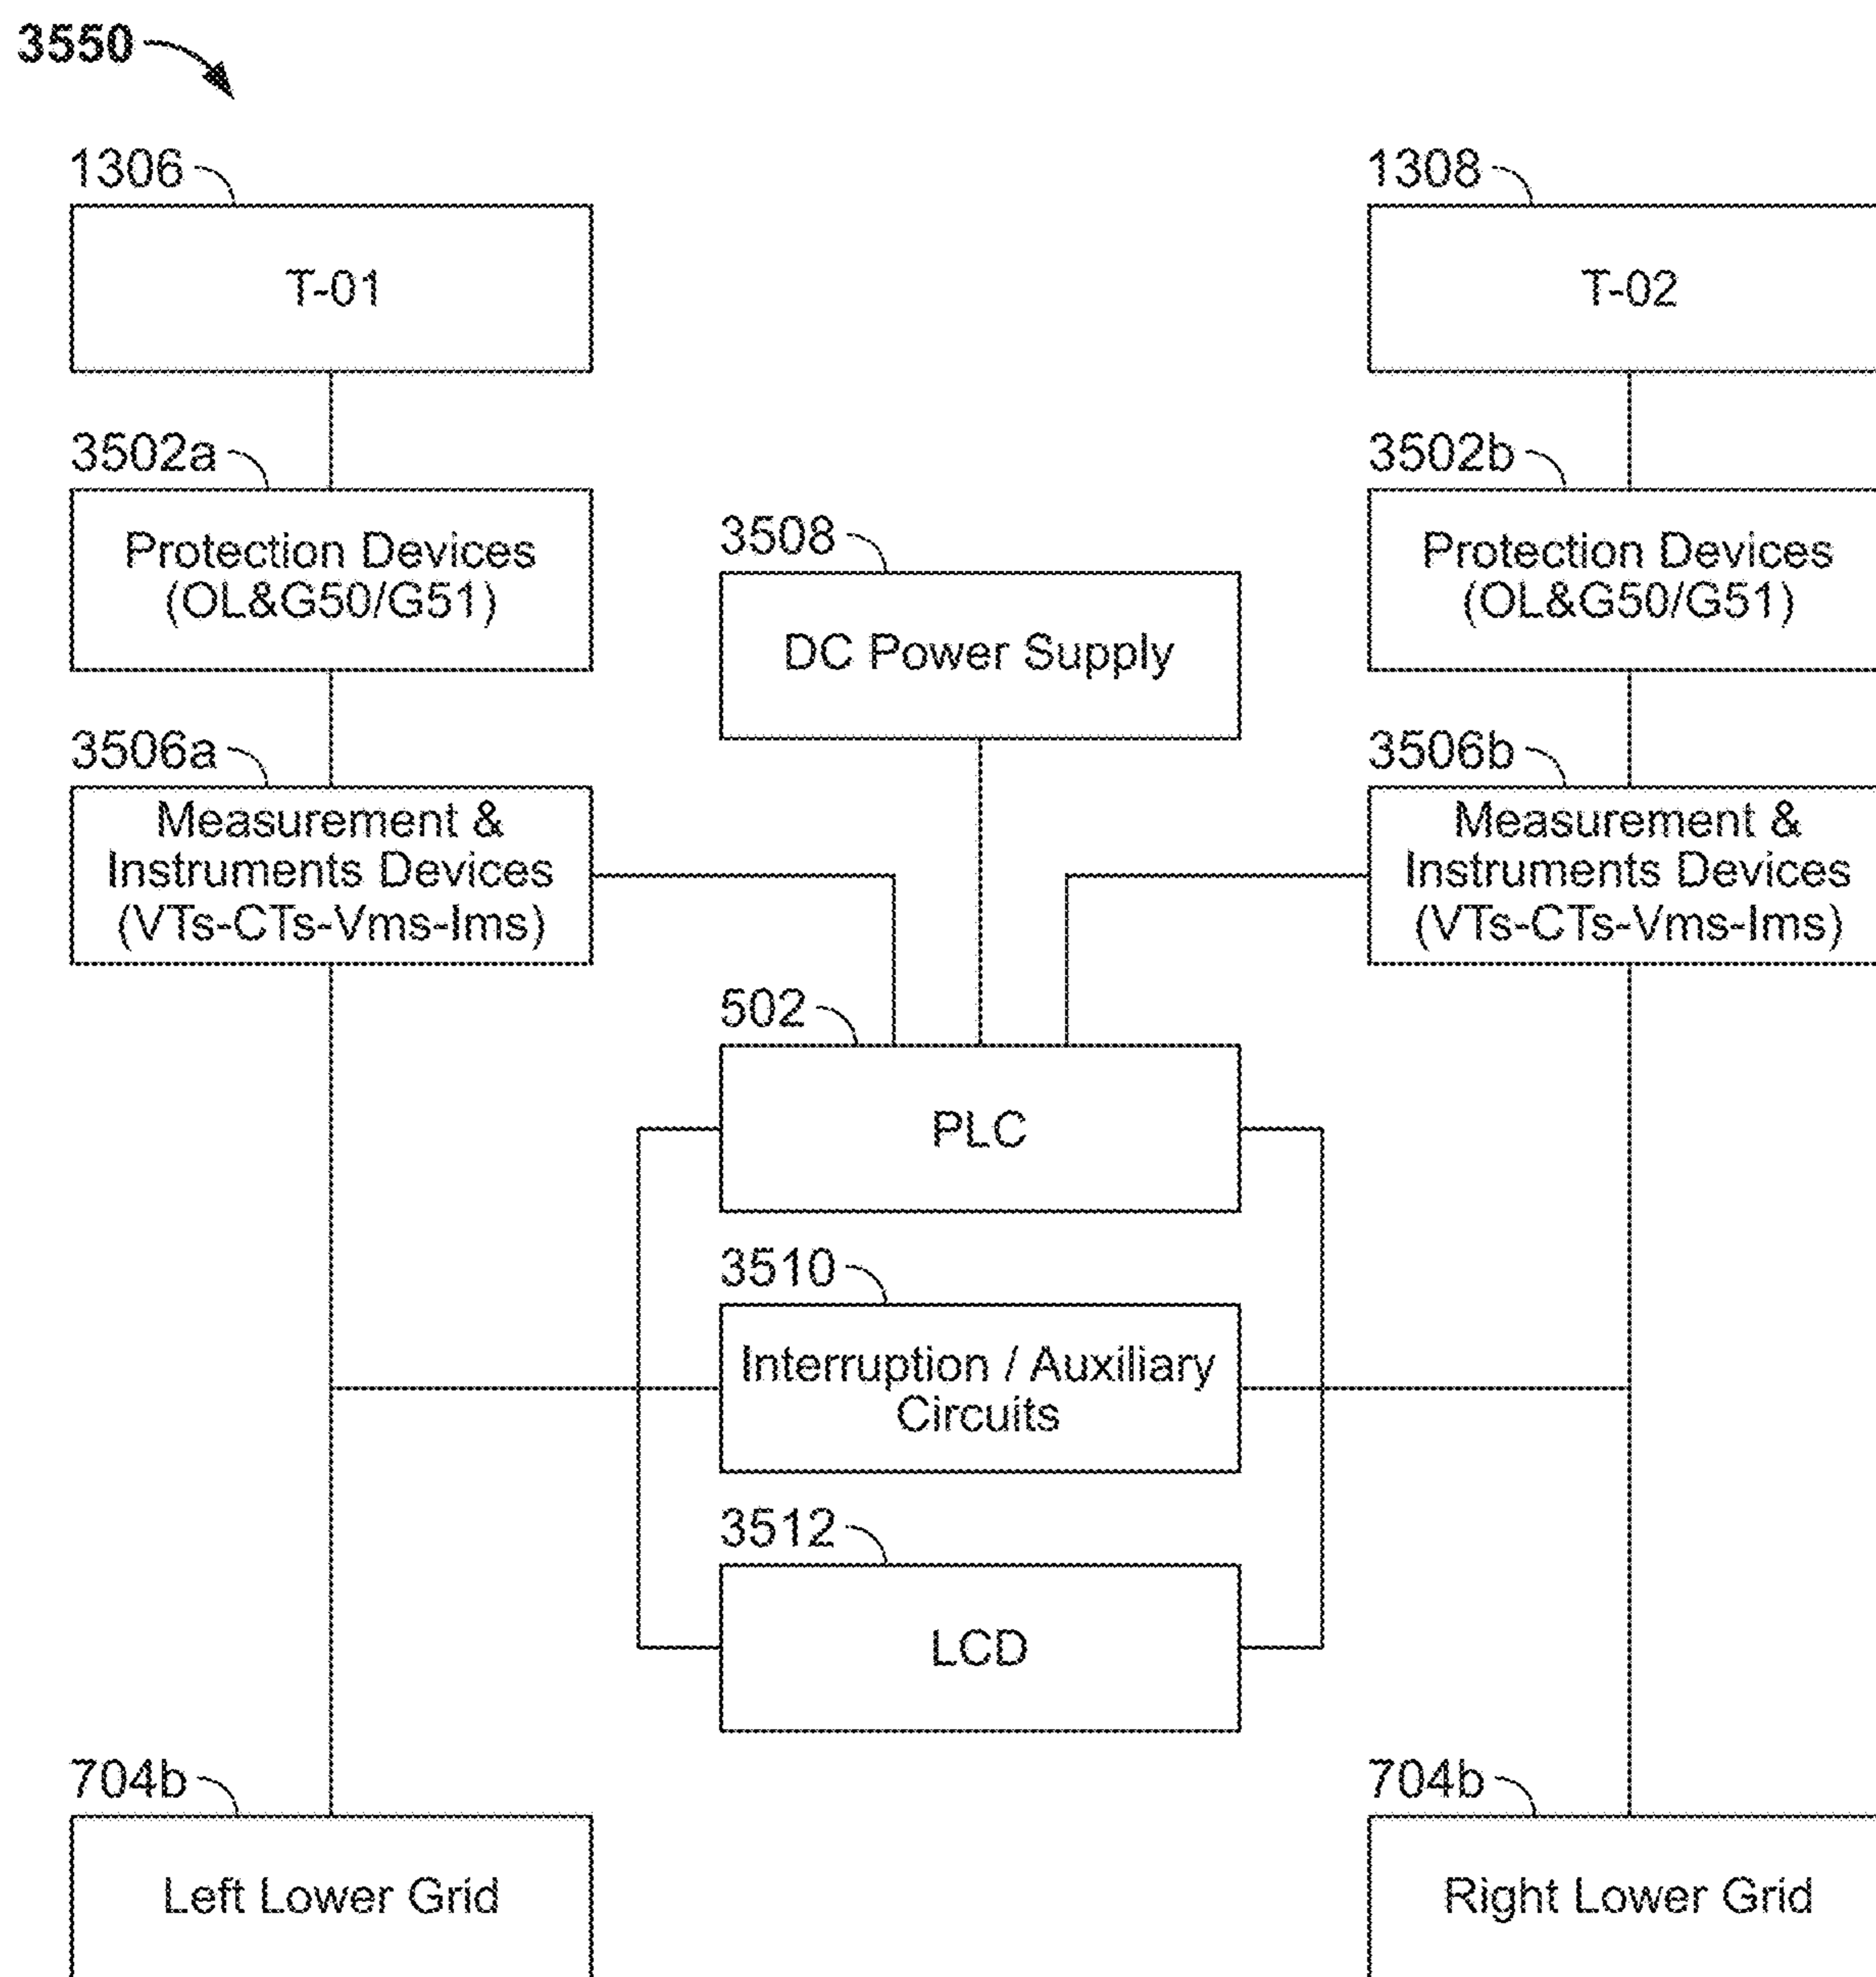 3550
1306
T-01
1308
T-02
3502a
Protection Devices
(OL&G50/G51)
3502b
Protection Devices
(OL&G50/G51)
3508
DC Power Supply
3506a
Measurement &
Instruments Devices
(VTs-CTs-Vms-Ims)
3506b
Measurement &
Instruments Devices
(VTs-CTs-Vms-Ims)
502
PLC
3510
Interruption / Auxiliary
Circuits
3512
LCD
704b
Left Lower Grid
704b
Right Lower Grid